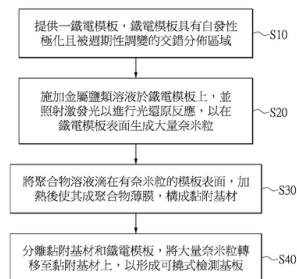 提供一鐵電模板，鐵電模板具有自發性
極化且被週期性調變的交錯分佈區域
S10
施加金屬鹽類溶液於鐵電模板上，並
照射激發光以進行光還原反應，以在
鐵電模板表面生成大量奈米粒
S20
將聚合物溶液滴在有奈米粒的模板表面，加
熱後使其成聚合物薄膜，構成黏附基材
S30
分離黏附基材和鐵電模板，將大量奈米粒轉
移至黏附基材上，以形成可撓式檢測基板
S40